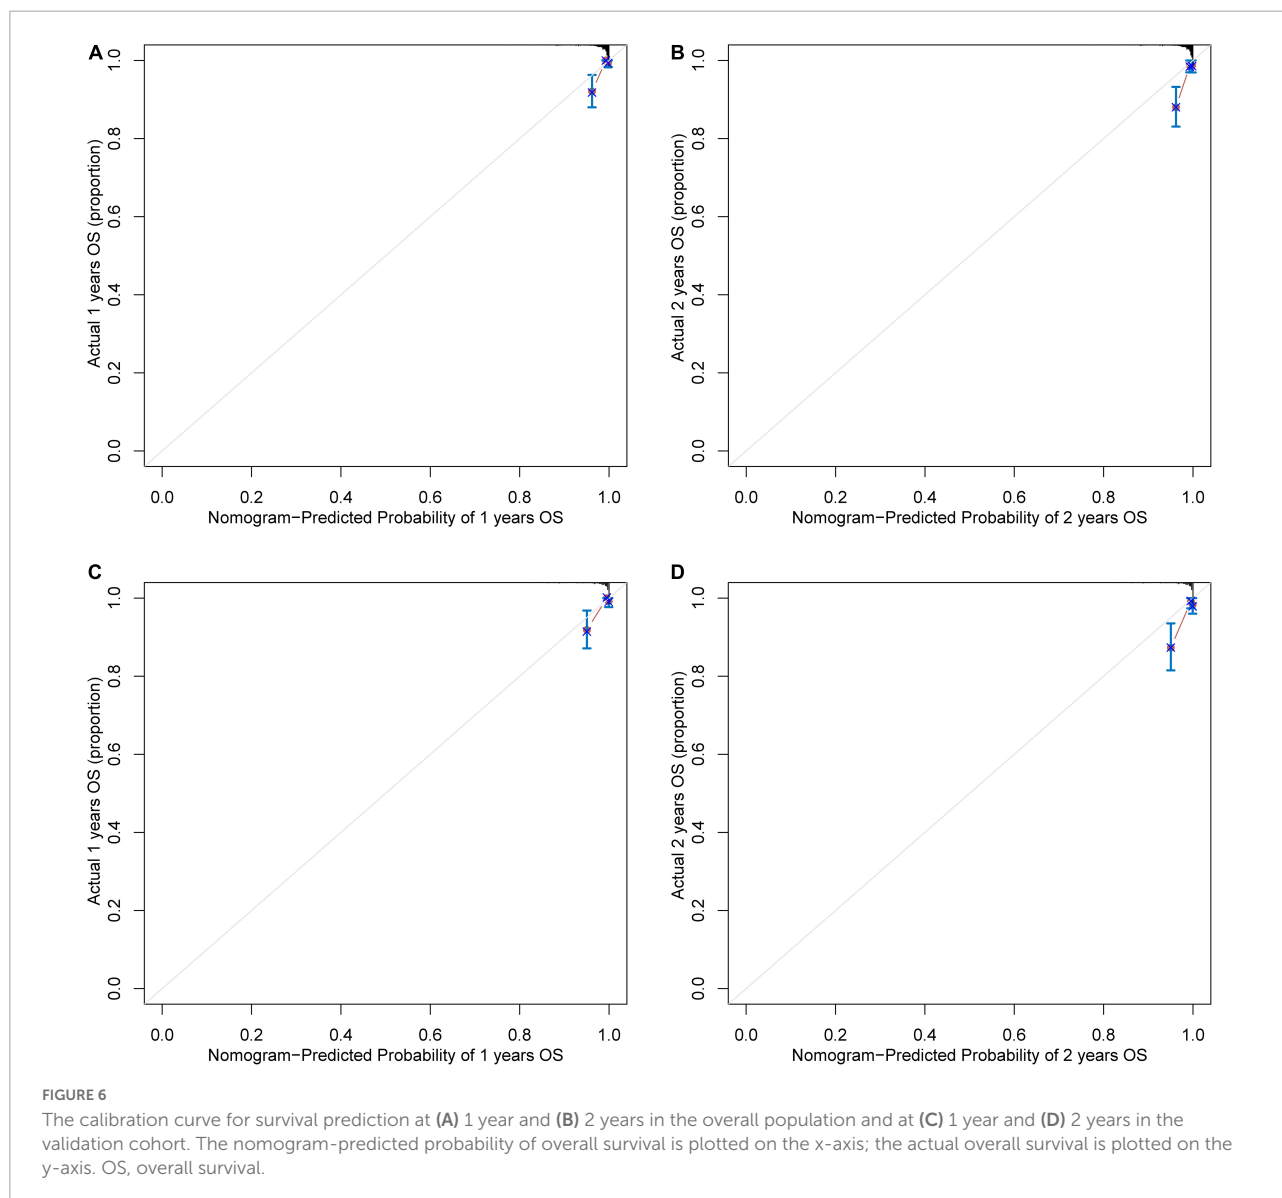 A
Actual 1 years OS (proportion)
0.0 0.2 0.4 0.6 0.8 1.0
0.0 0.2 0.4 0.6 0.8 1.0
Nomogram−Predicted Probability of 1 years OS
B
Actual 2 years OS (proportion)
0.0 0.2 0.4 0.6 0.8 1.0
0.0 0.2 0.4 0.6 0.8 1.0
Nomogram−Predicted Probability of 2 years OS
C
Actual 1 years OS (proportion)
0.0 0.2 0.4 0.6 0.8 1.0
0.0 0.2 0.4 0.6 0.8 1.0
Nomogram−Predicted Probability of 1 years OS
D
Actual 2 years OS (proportion)
0.0 0.2 0.4 0.6 0.8 1.0
0.0 0.2 0.4 0.6 0.8 1.0
Nomogram−Predicted Probability of 2 years OS
FIGURE 6
The calibration curve for survival prediction at (A) 1 year and (B) 2 years in the overall population and at (C) 1 year and (D) 2 years in the
validation cohort. The nomogram-predicted probability of overall survival is plotted on the x-axis; the actual overall survival is plotted on the
y-axis. OS, overall survival.